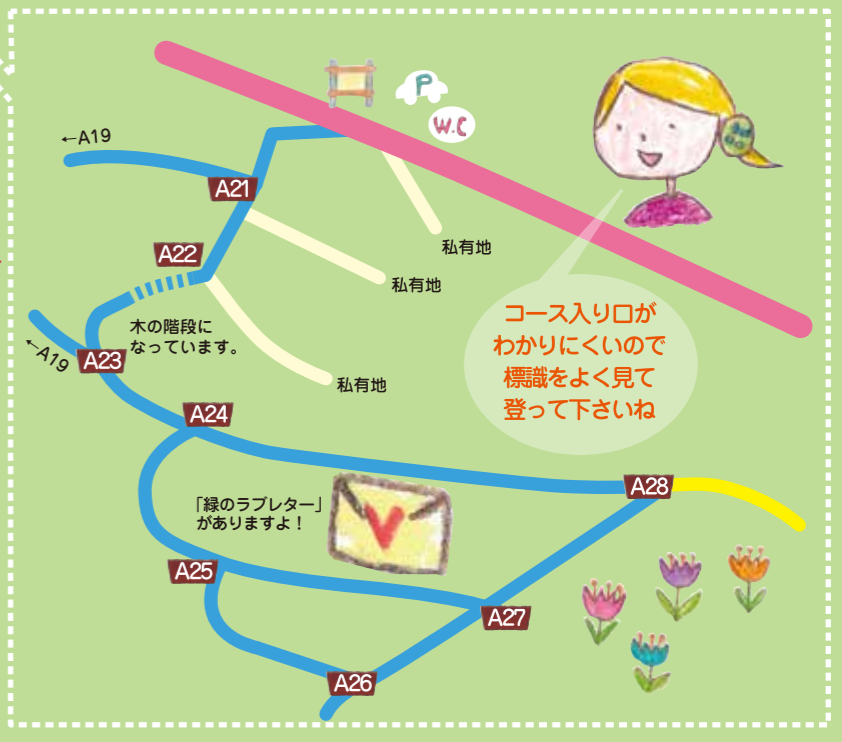 P
W.C
←A19
A21
私有地
A22
私有地
コース入り口が
わかりにくいので
標識をよく見て
登って下さいね
木の階段に
なっています。
←A19
A23
私有地
A24
A28
「緑のラブレター」
がありますよ！
A25
A27
A26